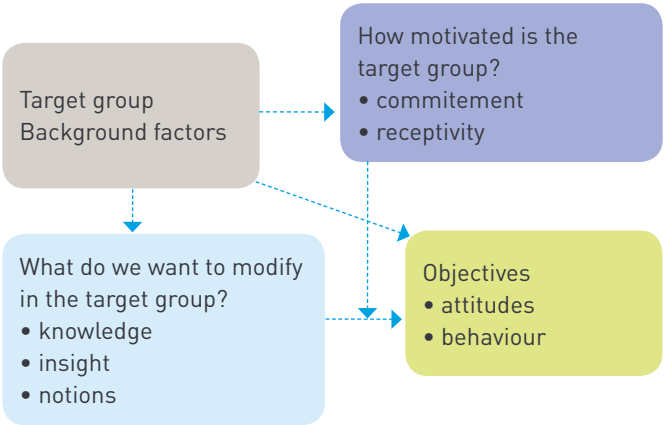 How motivated is the
target group?
• commitement
• receptivity
Target group
Background factors
What do we want to modify
in the target group?
• knowledge
• insight
• notions
Objectives
• attitudes
• behaviour